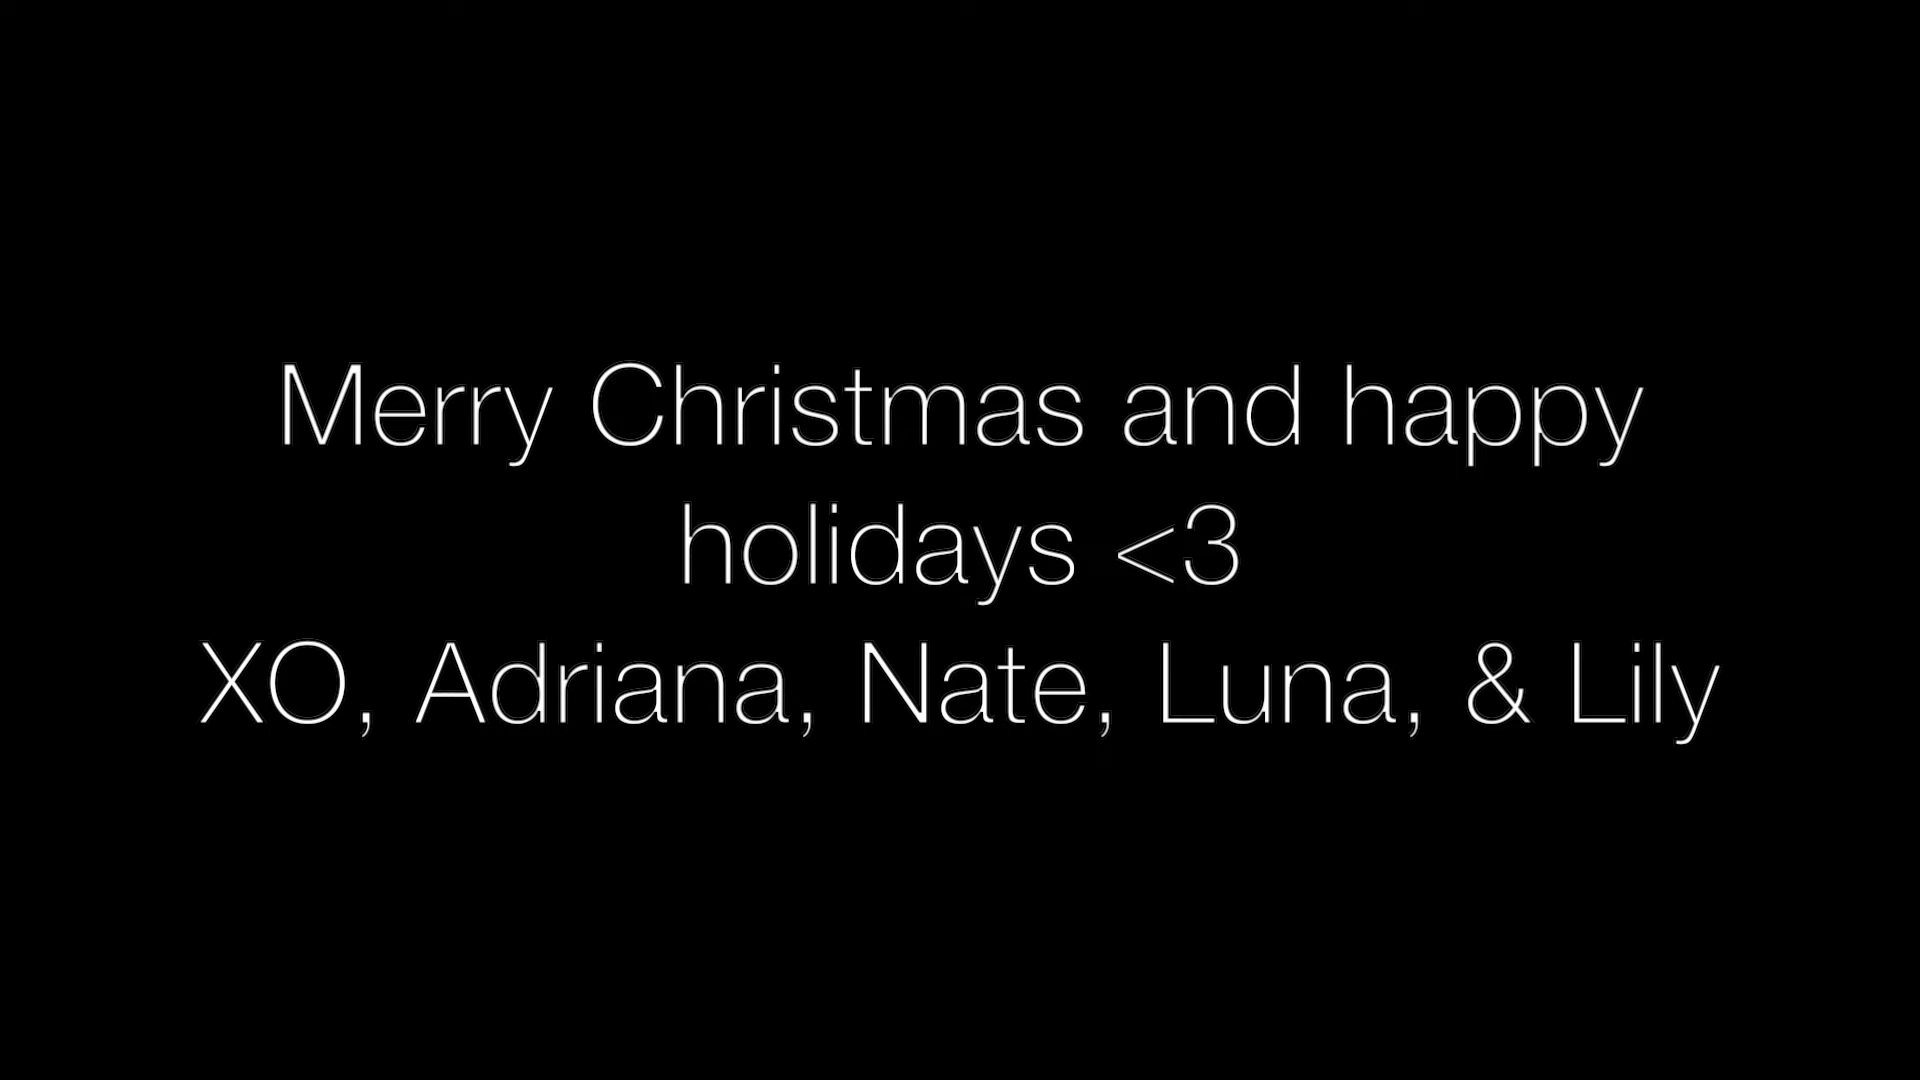 Merry Christmas and happy
holidays <3
XO, Adriana, Nate, Luna, & Lily